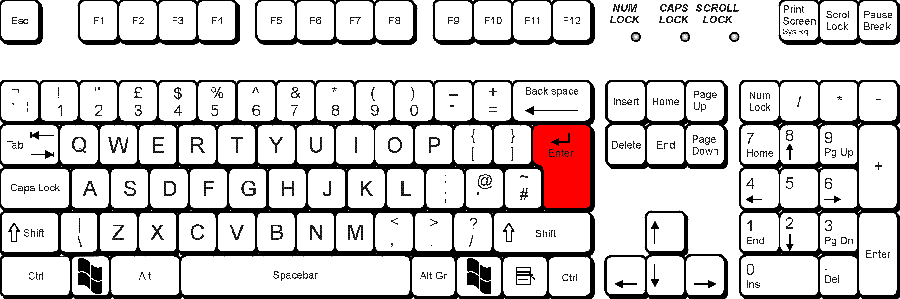 Esc F1 F2 F3 F4 F5 F6 F7 F8 F9 F10 F11 F12
NUM LOCK CAPS LOCK SCROLL LOCK
Print Screen Sys Rq Scrol Lock Pause Break
¬ ` ¦ ! 1 " 2 £ 3 $ 4 % 5 ^ 6 & 7 * 8 ( 9 ) 0 _ - + = Back space
Insert Home Page Up
Num Lock / * -
Tab Q W E R T Y U I O P { [ } ] Enter
Delete End Page Down
7 Home 8 9 Pg Up +
Caps Lock A S D F G H J K L : ; @ ' ~ #
4 5 6
Shift | \ Z X C V B N M < , > . ? / Shift
1 End 2 3 Pg Dn Enter
Ctrl Alt Spacebar Alt Gr Ctrl
0 Ins . Del